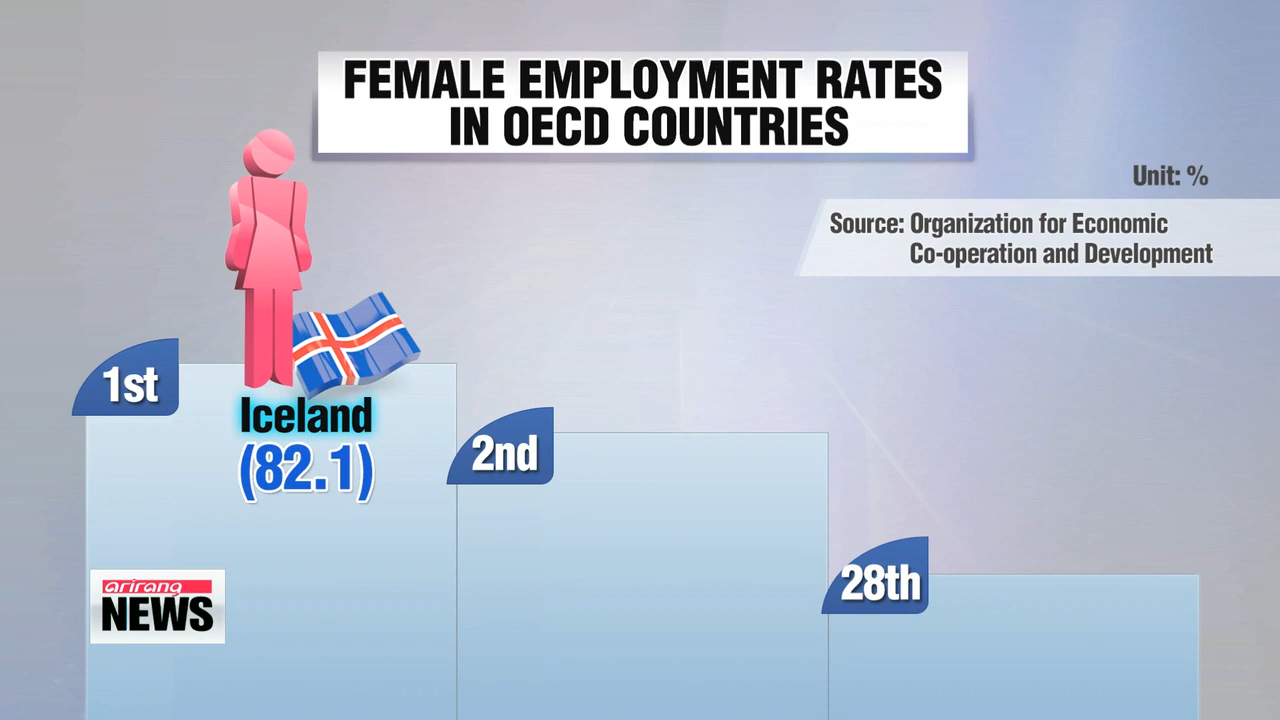 FEMALE EMPLOYMENT RATES
IN OECD COUNTRIES
Unit: %
Source: Organization for Economic
Co-operation and Development
1st
Iceland
(82.1)
2nd
28th
arirang
NEWS